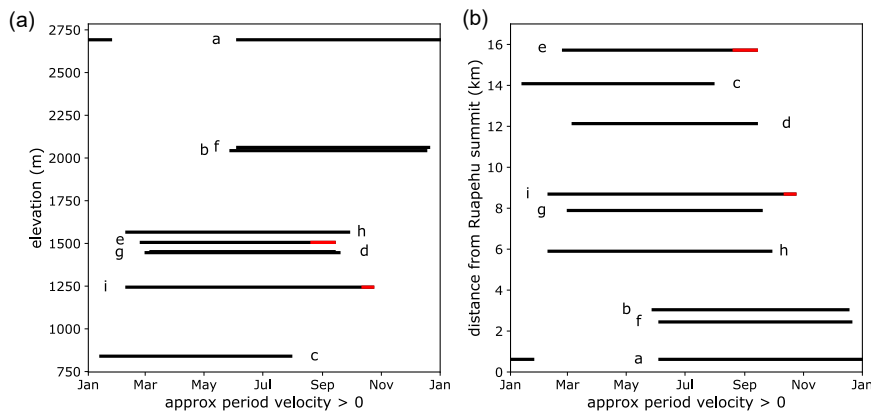 (a)
elevation (m)
2750
2500
2250
2000
1750
1500
1250
1000
750
a
f
b
h
e
g
d
i
c
Jan Mar May Jul Sep Nov Jan
approx period velocity > 0
(b)
distance from Ruapehu summit (km)
16
14
12
10
8
6
4
2
0
e
c
d
i
g
h
b
f
a
Jan Mar May Jul Sep Nov Jan
approx period velocity > 0